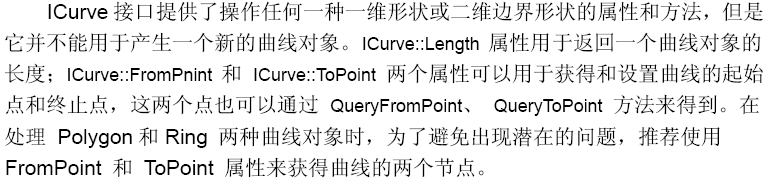 ICurve 接口提供了操作任何一种一维形状或二维边界形状的属性和方法，但是
它并不能用于产生一个新的曲线对象。ICurve::Length 属性用于返回一个曲线对象的
长度；ICurve::FromPnint 和 ICurve::ToPoint 两个属性可以用于获得和设置曲线的起始
点和终止点，这两个点也可以通过 QueryFromPoint、 QueryToPoint 方法来得到。在
处理 Polygon 和 Ring 两种曲线对象时，为了避免出现潜在的问题，推荐使用
FromPoint 和 ToPoint 属性来获得曲线的两个节点。